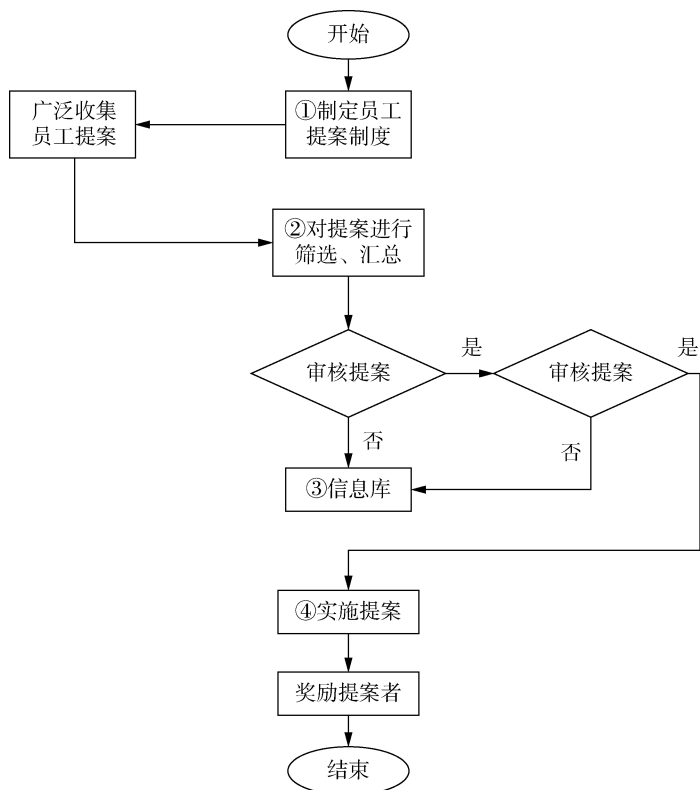 开始
广泛收集
员工提案
①制定员工
提案制度
②对提案进行
筛选、汇总
审核提案
是
审核提案
是
否
否
③信息库
④实施提案
奖励提案者
结束